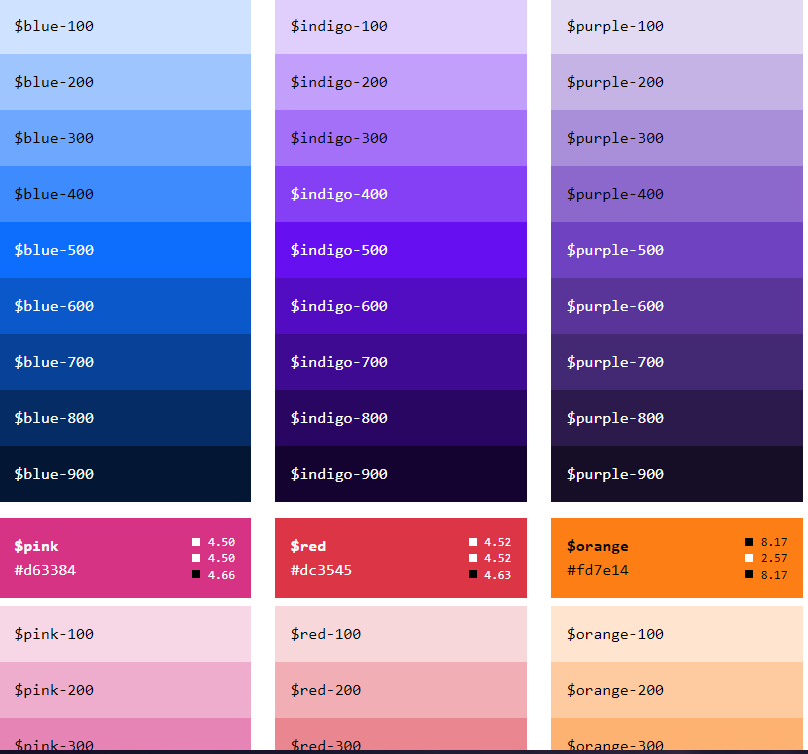 $blue-100
$blue-200
$blue-300
$blue-400
$blue-500
$blue-600
$blue-700
$blue-800
$blue-900
$indigo-100
$indigo-200
$indigo-300
$indigo-400
$indigo-500
$indigo-600
$indigo-700
$indigo-800
$indigo-900
$purple-100
$purple-200
$purple-300
$purple-400
$purple-500
$purple-600
$purple-700
$purple-800
$purple-900
$pink
#d63384
4.50
4.50
4.66
$pink-100
$pink-200
$pink-300
$red
#dc3545
4.52
4.52
4.63
$red-100
$red-200
$red-300
$orange
#fd7e14
8.17
2.57
8.17
$orange-100
$orange-200
$orange-300